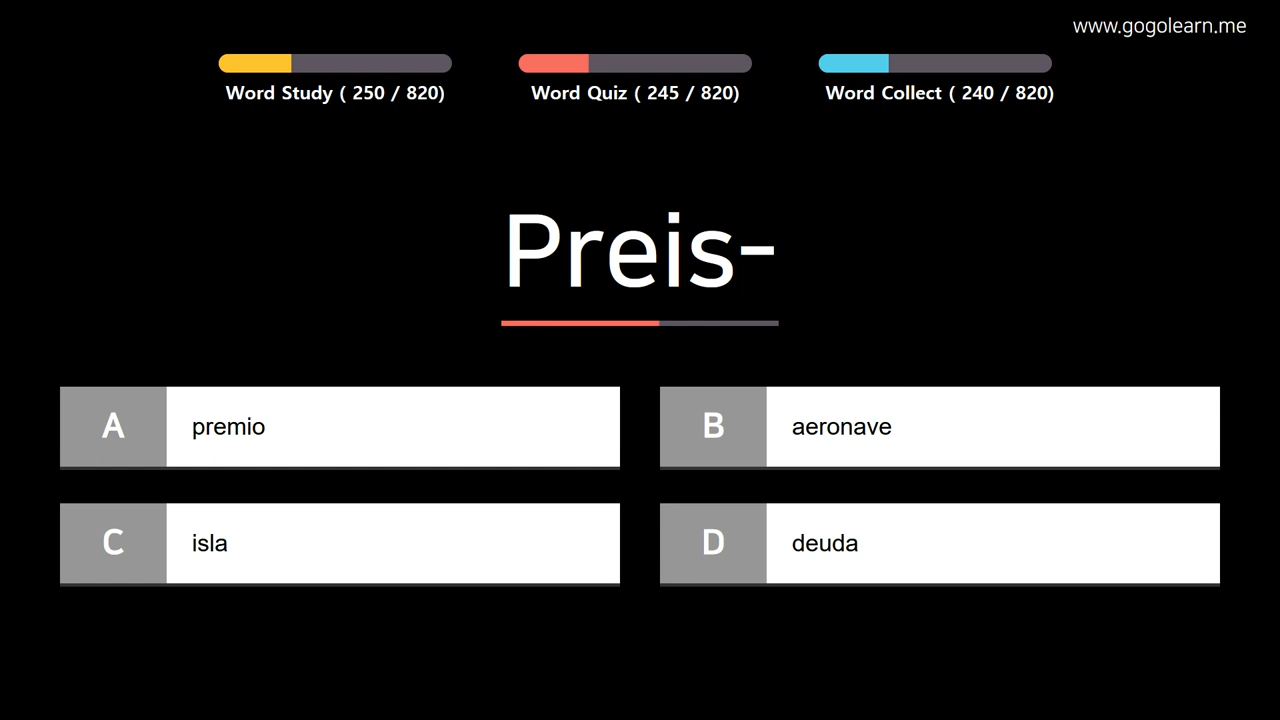 www.gogolearn.me
Word Study ( 250 / 820)
Word Quiz ( 245 / 820)
Word Collect ( 240 / 820)
Preis-
A
premio
B
aeronave
C
isla
D
deuda